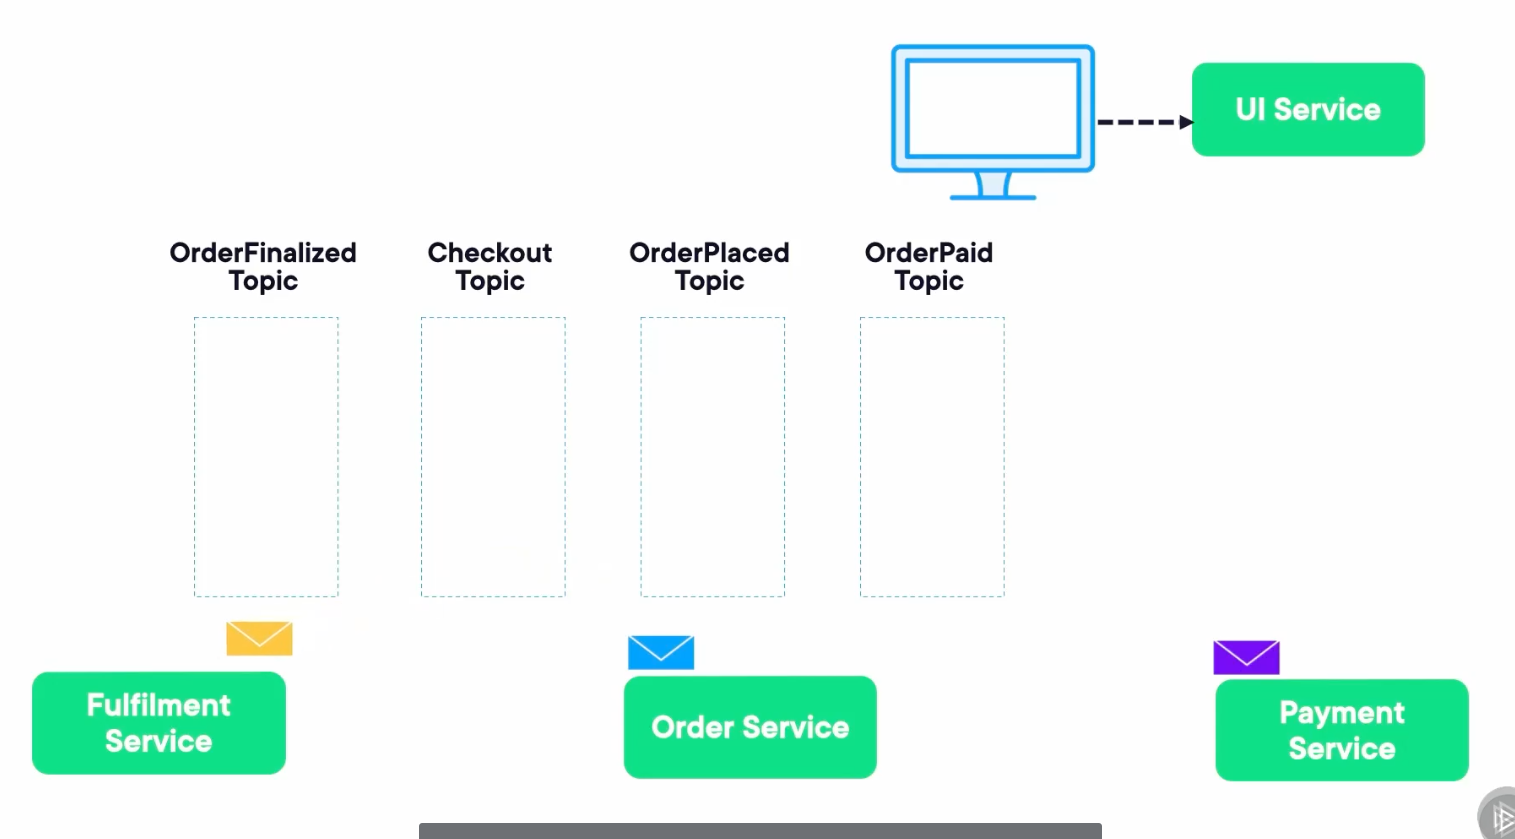 UI Service
OrderFinalized
Topic
Checkout
Topic
OrderPlaced
Topic
OrderPaid
Topic
Fulfilment
Service
Order Service
Payment
Service